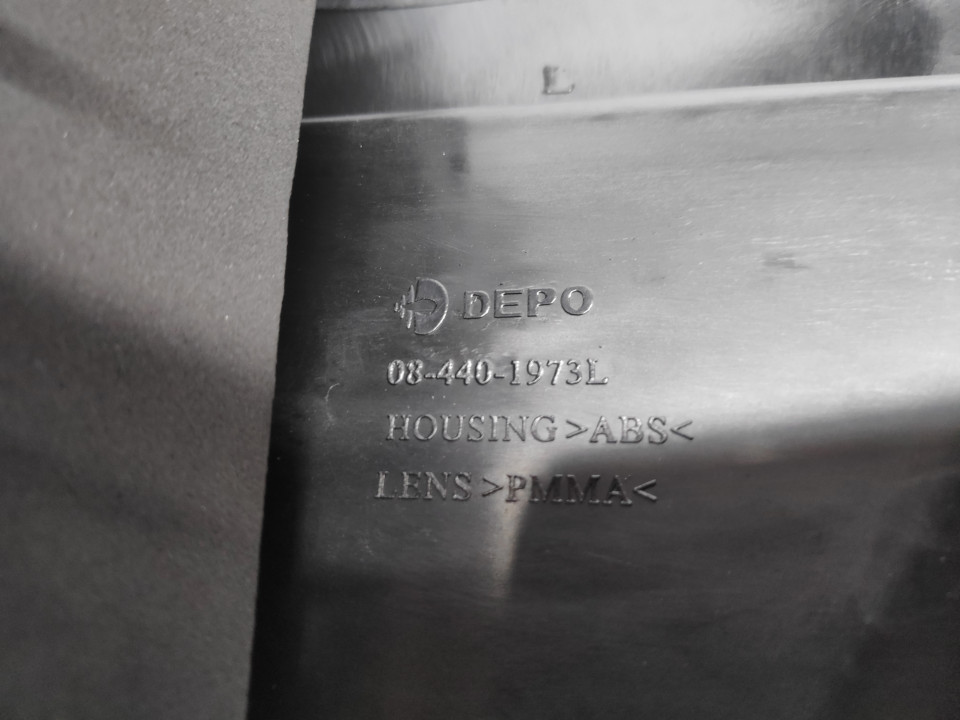 L
DEPO
08-440-1973L
HOUSING>ABS<
LENS>PMMA<